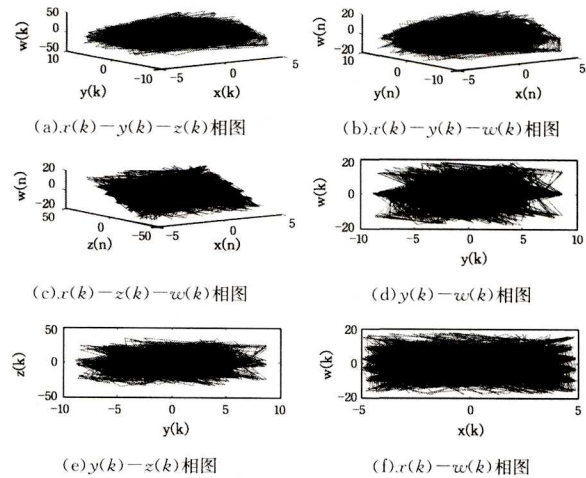 w(k)
50
0
-50
10
0
-10
y(k)
-5
0
5
x(k)
(a).x(k)－y(k)－z(k)相图
w(n)
20
0
-20
10
0
-10
y(n)
-5
0
5
x(n)
(b).x(k)－y(k)－w(k)相图
w(n)
20
0
-20
50
0
-50
z(n)
-5
0
5
x(n)
(c).x(k)－z(k)－w(k)相图
w(k)
20
0
-20
-10
-5
0
5
10
y(k)
(d)y(k)－w(k)相图
z(k)
50
0
-50
-10
-5
0
5
10
y(k)
(e)y(k)－z(k)相图
w(k)
20
0
-20
-5
0
5
x(k)
(f).x(k)－w(k)相图